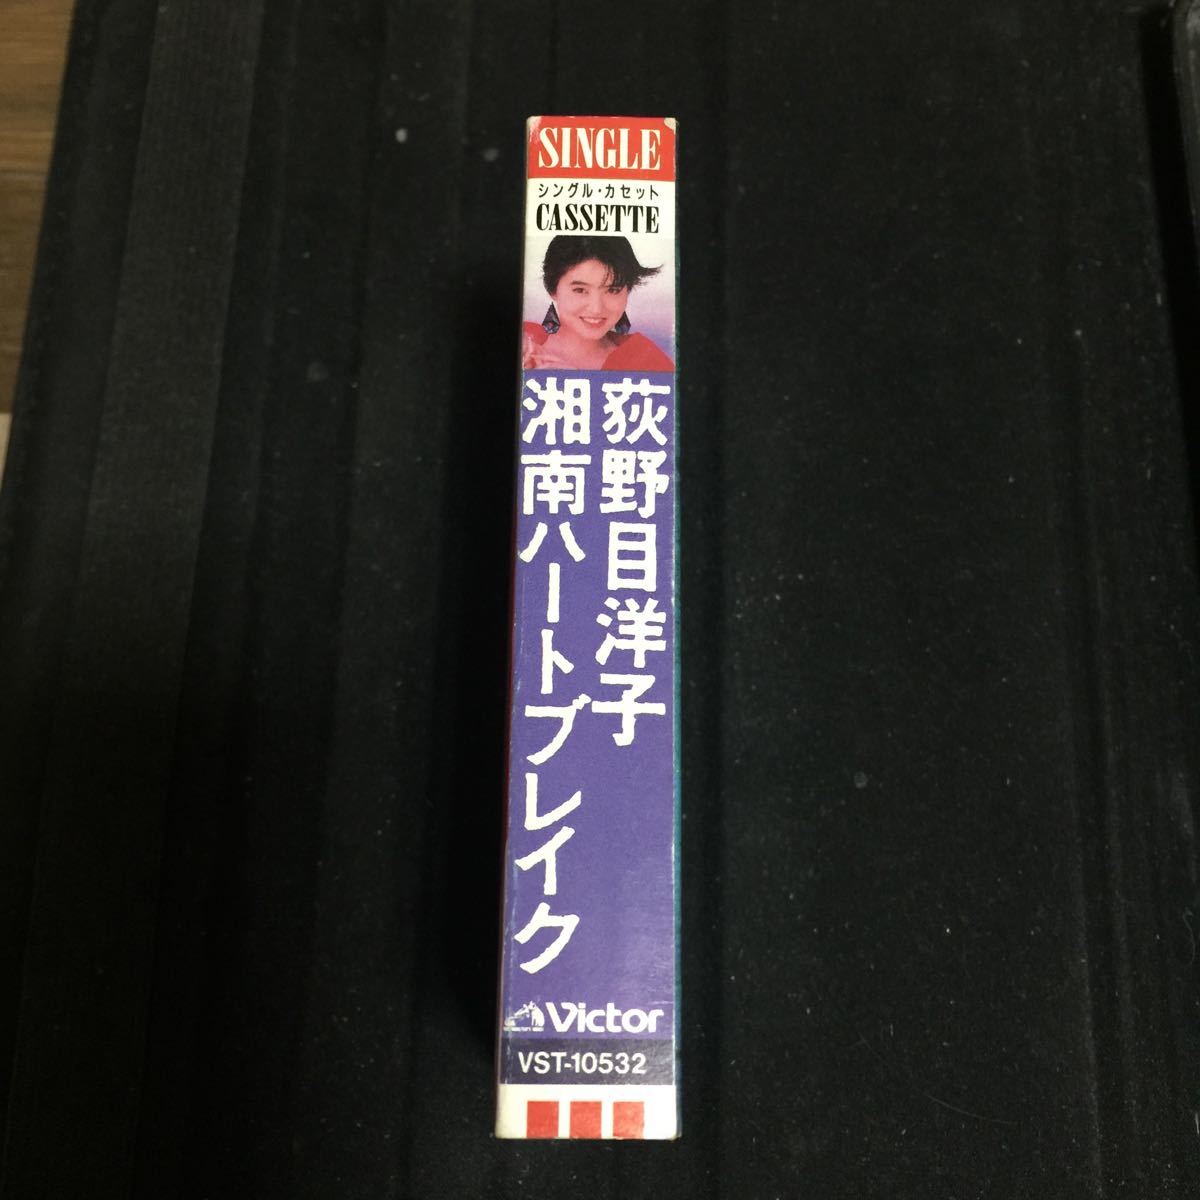 SINGLE
シングル・カセット
CASSETTE
荻野目洋子
湘南ハートブレイク
Victor
VST-10532